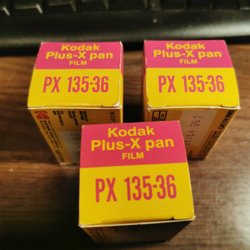 Kodak
Plus-X pan
FILM
PX 135-36
Kodak
Plus-X pan
FILM
PX 135-36
Kodak
Plus-X pan
FILM
PX 135-36